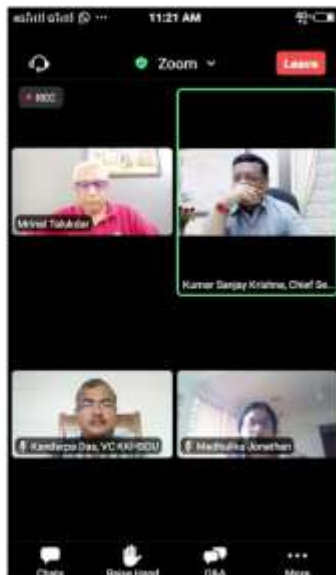 11:21 AM
Zoom
Leave
REC
Mrinal Talukdar
Kumar Sanjay Krishna, Chief Se...
Kandarpa Das, VC KKHSOU
Madhulika Jonathan
Chats
Raise Hand
Q&A
More